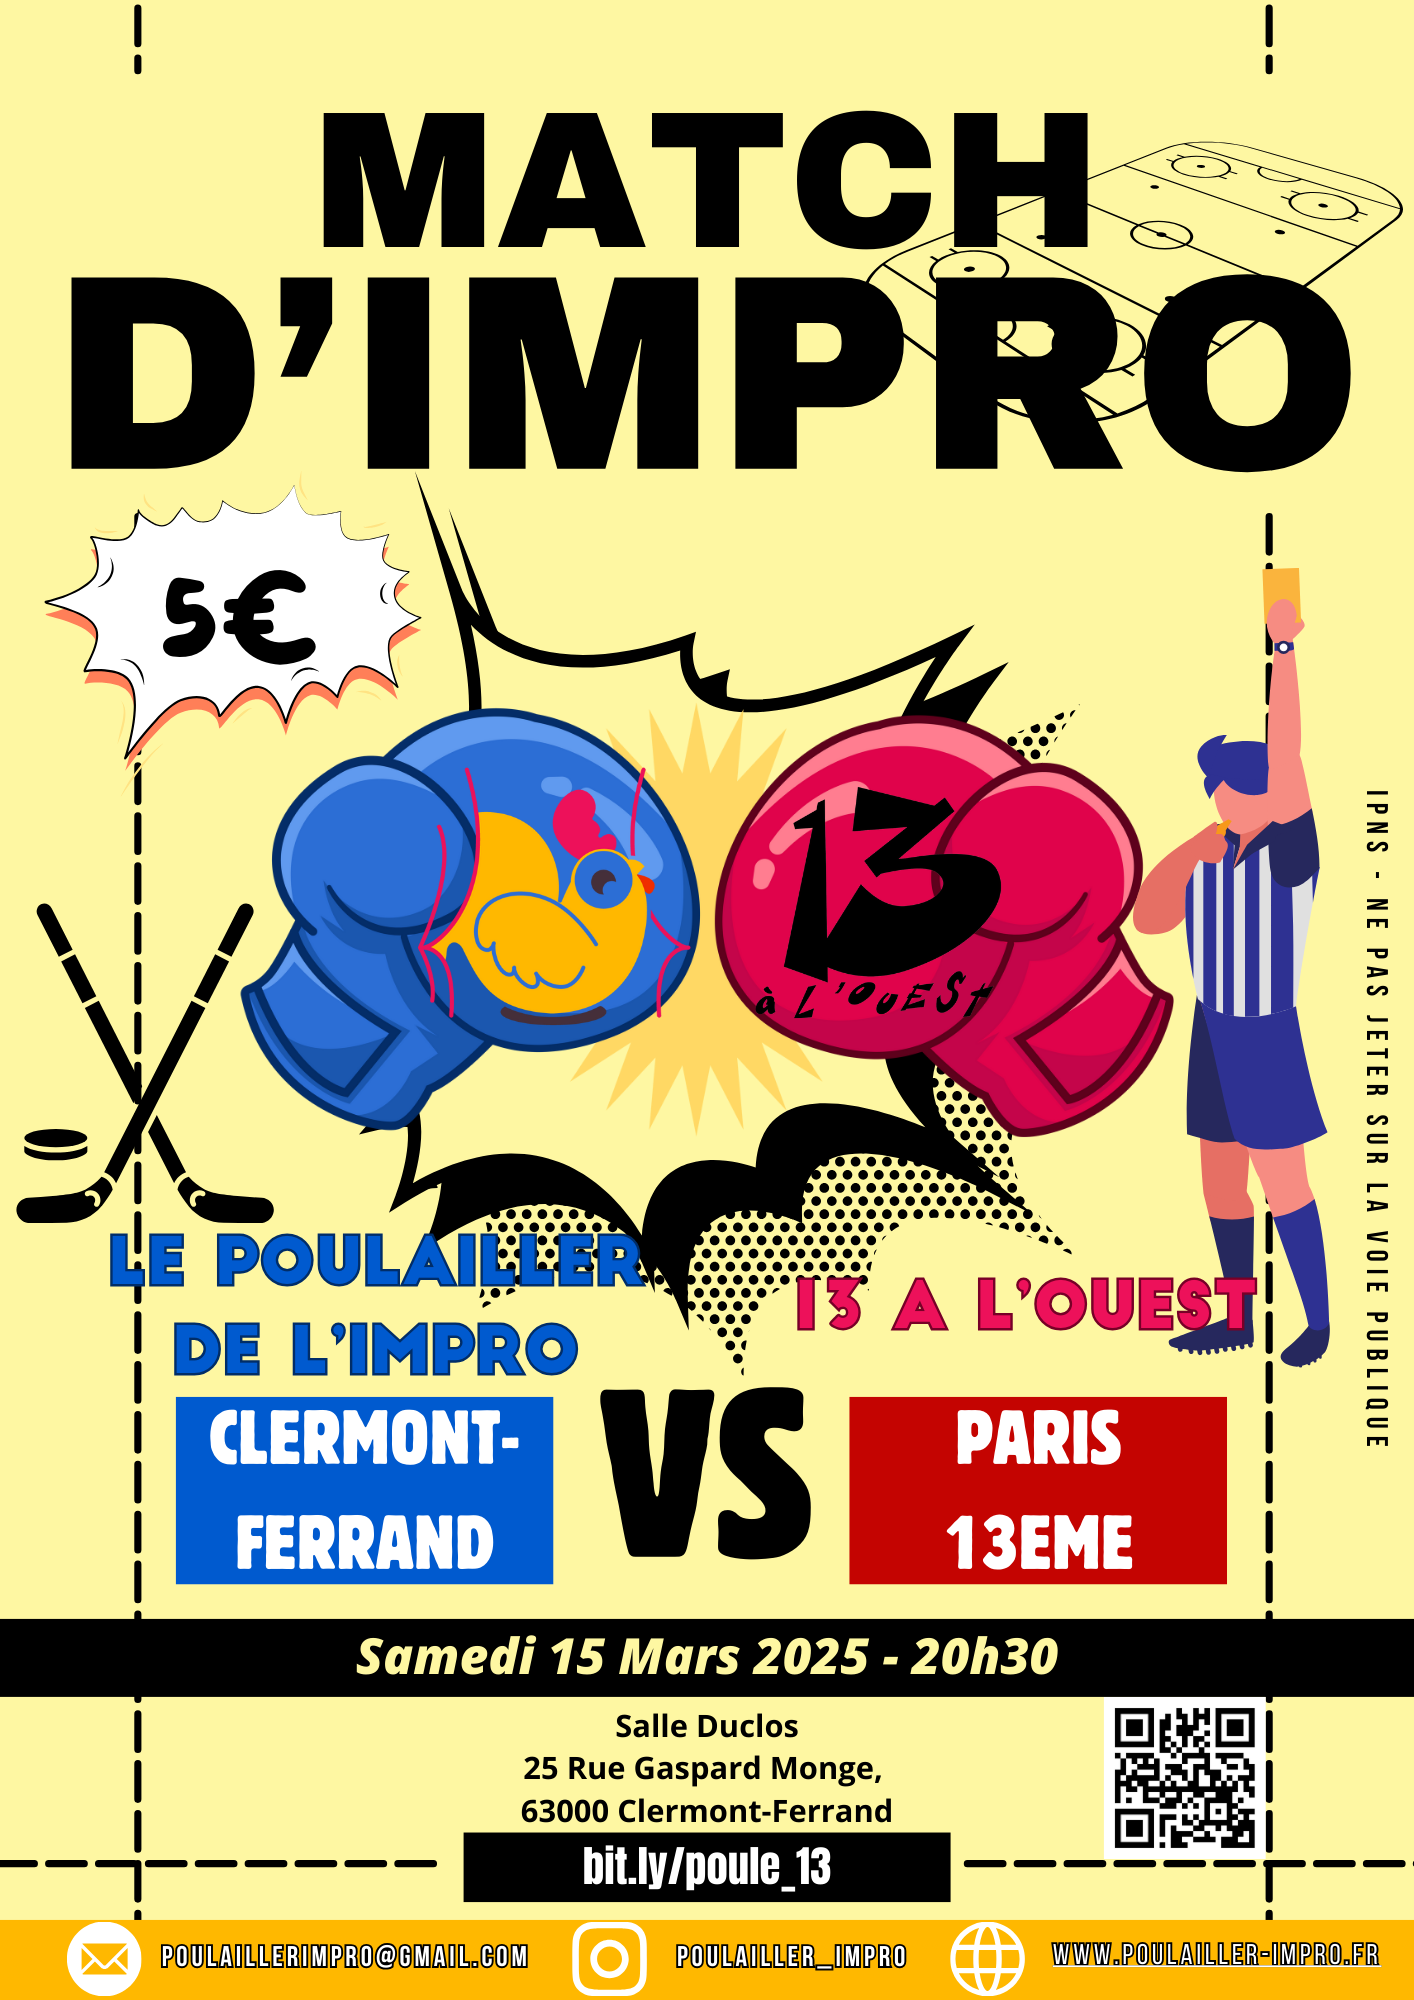 MATCH
D'IMPRO
5€
13
à L'OUEST
IPNS - NE PAS JETER SUR LA VOIE PUBLIQUE
LE POULAILLER
DE L'IMPRO
13 A L'OUEST
CLERMONT-
FERRAND
VS
PARIS
13EME
Samedi 15 Mars 2025 - 20h30
Salle Duclos
25 Rue Gaspard Monge,
63000 Clermont-Ferrand
bit.ly/poule_13
POULAILLERIMPRO@GMAIL.COM
POULAILLER_IMPRO
WWW.POULAILLER-IMPRO.FR